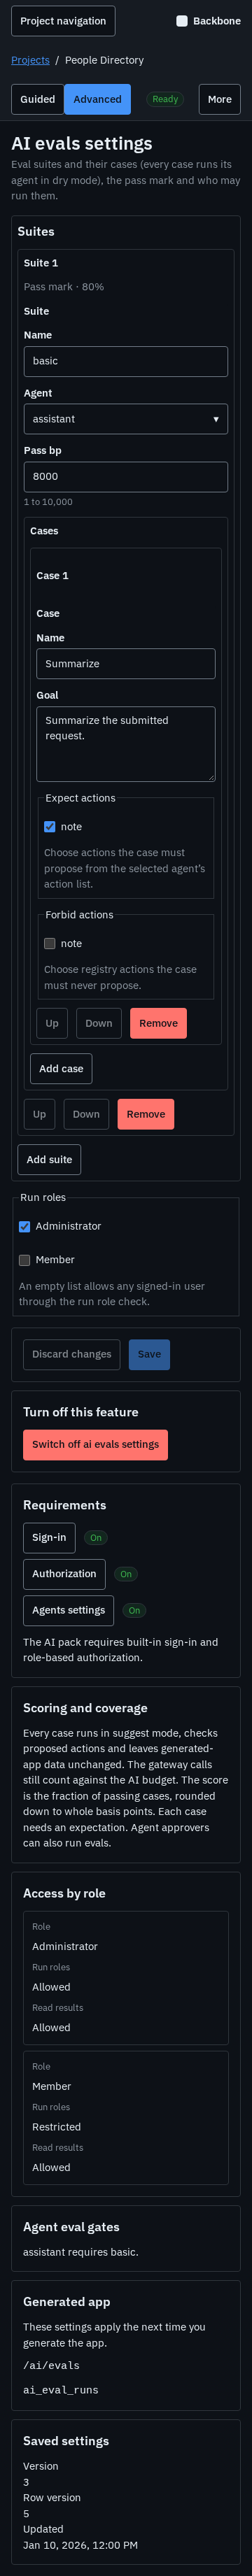 Project navigation
Backbone
Projects / People Directory
Guided
Advanced
Ready
More
AI evals settings
Eval suites and their cases (every case runs its
agent in dry mode), the pass mark and who may
run them.
Suites
Suite 1
Pass mark · 80%
Suite
Name
basic
Agent
assistant
Pass bp
8000
1 to 10,000
Cases
Case 1
Case
Name
Summarize
Goal
Summarize the submitted
request.
Expect actions
note
Choose actions the case must
propose from the selected agent's
action list.
Forbid actions
note
Choose registry actions the case
must never propose.
Up
Down
Remove
Add case
Up
Down
Remove
Add suite
Run roles
Administrator
Member
An empty list allows any signed-in user
through the run role check.
Discard changes
Save
Turn off this feature
Switch off ai evals settings
Requirements
Sign-in
On
Authorization
On
Agents settings
On
The AI pack requires built-in sign-in and
role-based authorization.
Scoring and coverage
Every case runs in suggest mode, checks
proposed actions and leaves generated-
app data unchanged. The gateway calls
still count against the AI budget. The score
is the fraction of passing cases, rounded
down to whole basis points. Each case
needs an expectation. Agent approvers
can also run evals.
Access by role
Role
Administrator
Run roles
Allowed
Read results
Allowed
Role
Member
Run roles
Restricted
Read results
Allowed
Agent eval gates
assistant requires basic.
Generated app
These settings apply the next time you
generate the app.
/ai/evals
ai_eval_runs
Saved settings
Version
3
Row version
5
Updated
Jan 10, 2026, 12:00 PM